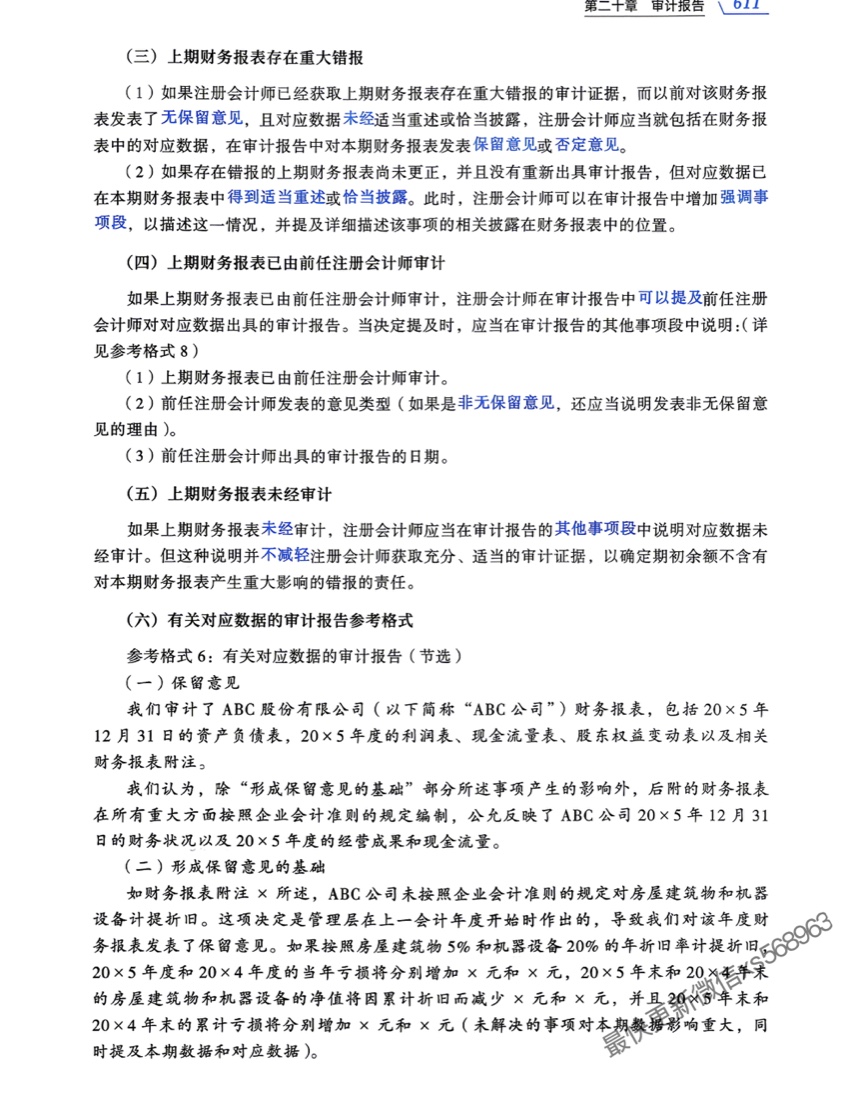 第二十章 审计报告 611
（三）上期财务报表存在重大错报
（1）如果注册会计师已经获取上期财务报表存在重大错报的审计证据，而以前对该财务报
表发表了无保留意见，且对应数据未经适当重述或恰当披露，注册会计师应当就包括在财务报
表中的对应数据，在审计报告中对本期财务报表发表保留意见或否定意见。
（2）如果存在错报的上期财务报表尚未更正，并且没有重新出具审计报告，但对应数据已
在本期财务报表中得到适当重述或恰当披露。此时，注册会计师可以在审计报告中增加强调事
项段，以描述这一情况，并提及详细描述该事项的相关披露在财务报表中的位置。
（四）上期财务报表已由前任注册会计师审计
如果上期财务报表已由前任注册会计师审计，注册会计师在审计报告中可以提及前任注册
会计师对对应数据出具的审计报告。当决定提及时，应当在审计报告的其他事项段中说明：（详
见参考格式8）
（1）上期财务报表已由前任注册会计师审计。
（2）前任注册会计师发表的意见类型（如果是非无保留意见，还应当说明发表非无保留意
见的理由）。
（3）前任注册会计师出具的审计报告的日期。
（五）上期财务报表未经审计
如果上期财务报表未经审计，注册会计师应当在审计报告的其他事项段中说明对应数据未
经审计。但这种说明并不减轻注册会计师获取充分、适当的审计证据，以确定期初余额不含有
对本期财务报表产生重大影响的错报的责任。
（六）有关对应数据的审计报告参考格式
参考格式6：有关对应数据的审计报告（节选）
（一）保留意见
我们审计了ABC股份有限公司（以下简称“ABC公司”）财务报表，包括20×5年
12月31日的资产负债表，20×5年度的利润表、现金流量表、股东权益变动表以及相关
财务报表附注。
我们认为，除“形成保留意见的基础”部分所述事项产生的影响外，后附的财务报表
在所有重大方面按照企业会计准则的规定编制，公允反映了ABC公司20×5年12月31
日的财务状况以及20×5年度的经营成果和现金流量。
（二）形成保留意见的基础
如财务报表附注×所述，ABC公司未按照企业会计准则的规定对房屋建筑物和机器
设备计提折旧。这项决定是管理层在上一会计年度开始时作出的，导致我们对该年度财
务报表发表了保留意见。如果按照房屋建筑物5%和机器设备20%的年折旧率计提折旧，
20×5年度和20×4年度的当年亏损将分别增加×元和×元，20×5年末和20×4年末
的房屋建筑物和机器设备的净值将因累计折旧而减少×元和×元，并且20×5年末和
20×4年末的累计亏损将分别增加×元和×元（未解决的事项对本期数据影响重大，同
时提及本期数据和对应数据）。
最快更新微信xs568963